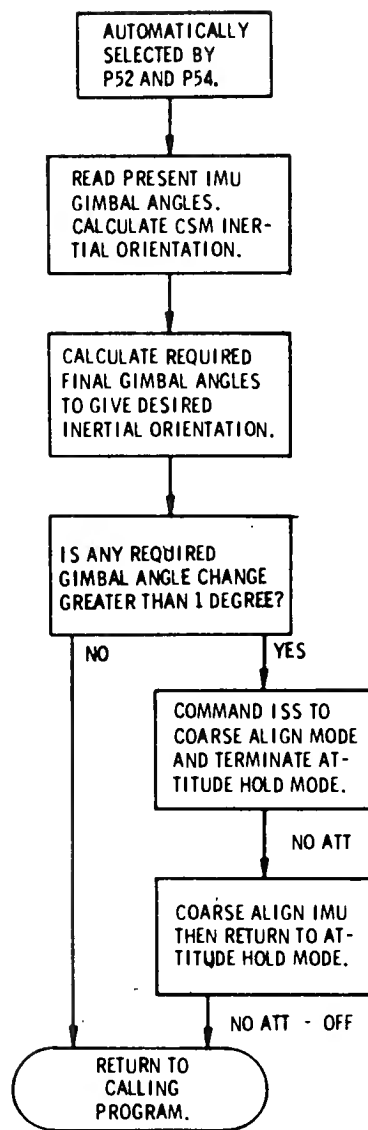 AUTOMATICALLY
SELECTED BY
P52 AND P54.
READ PRESENT IMU
GIMBAL ANGLES.
CALCULATE CSM INER-
TIAL ORIENTATION.
CALCULATE REQUIRED
FINAL GIMBAL ANGLES
TO GIVE DESIRED
INERTIAL ORIENTATION.
IS ANY REQUIRED
GIMBAL ANGLE CHANGE
GREATER THAN 1 DEGREE?
NO
YES
COMMAND ISS TO
COARSE ALIGN MODE
AND TERMINATE AT-
TITUDE HOLD MODE.
NO ATT
COARSE ALIGN IMU
THEN RETURN TO AT-
TITUDE HOLD MODE.
NO ATT - OFF
RETURN TO
CALLING
PROGRAM.